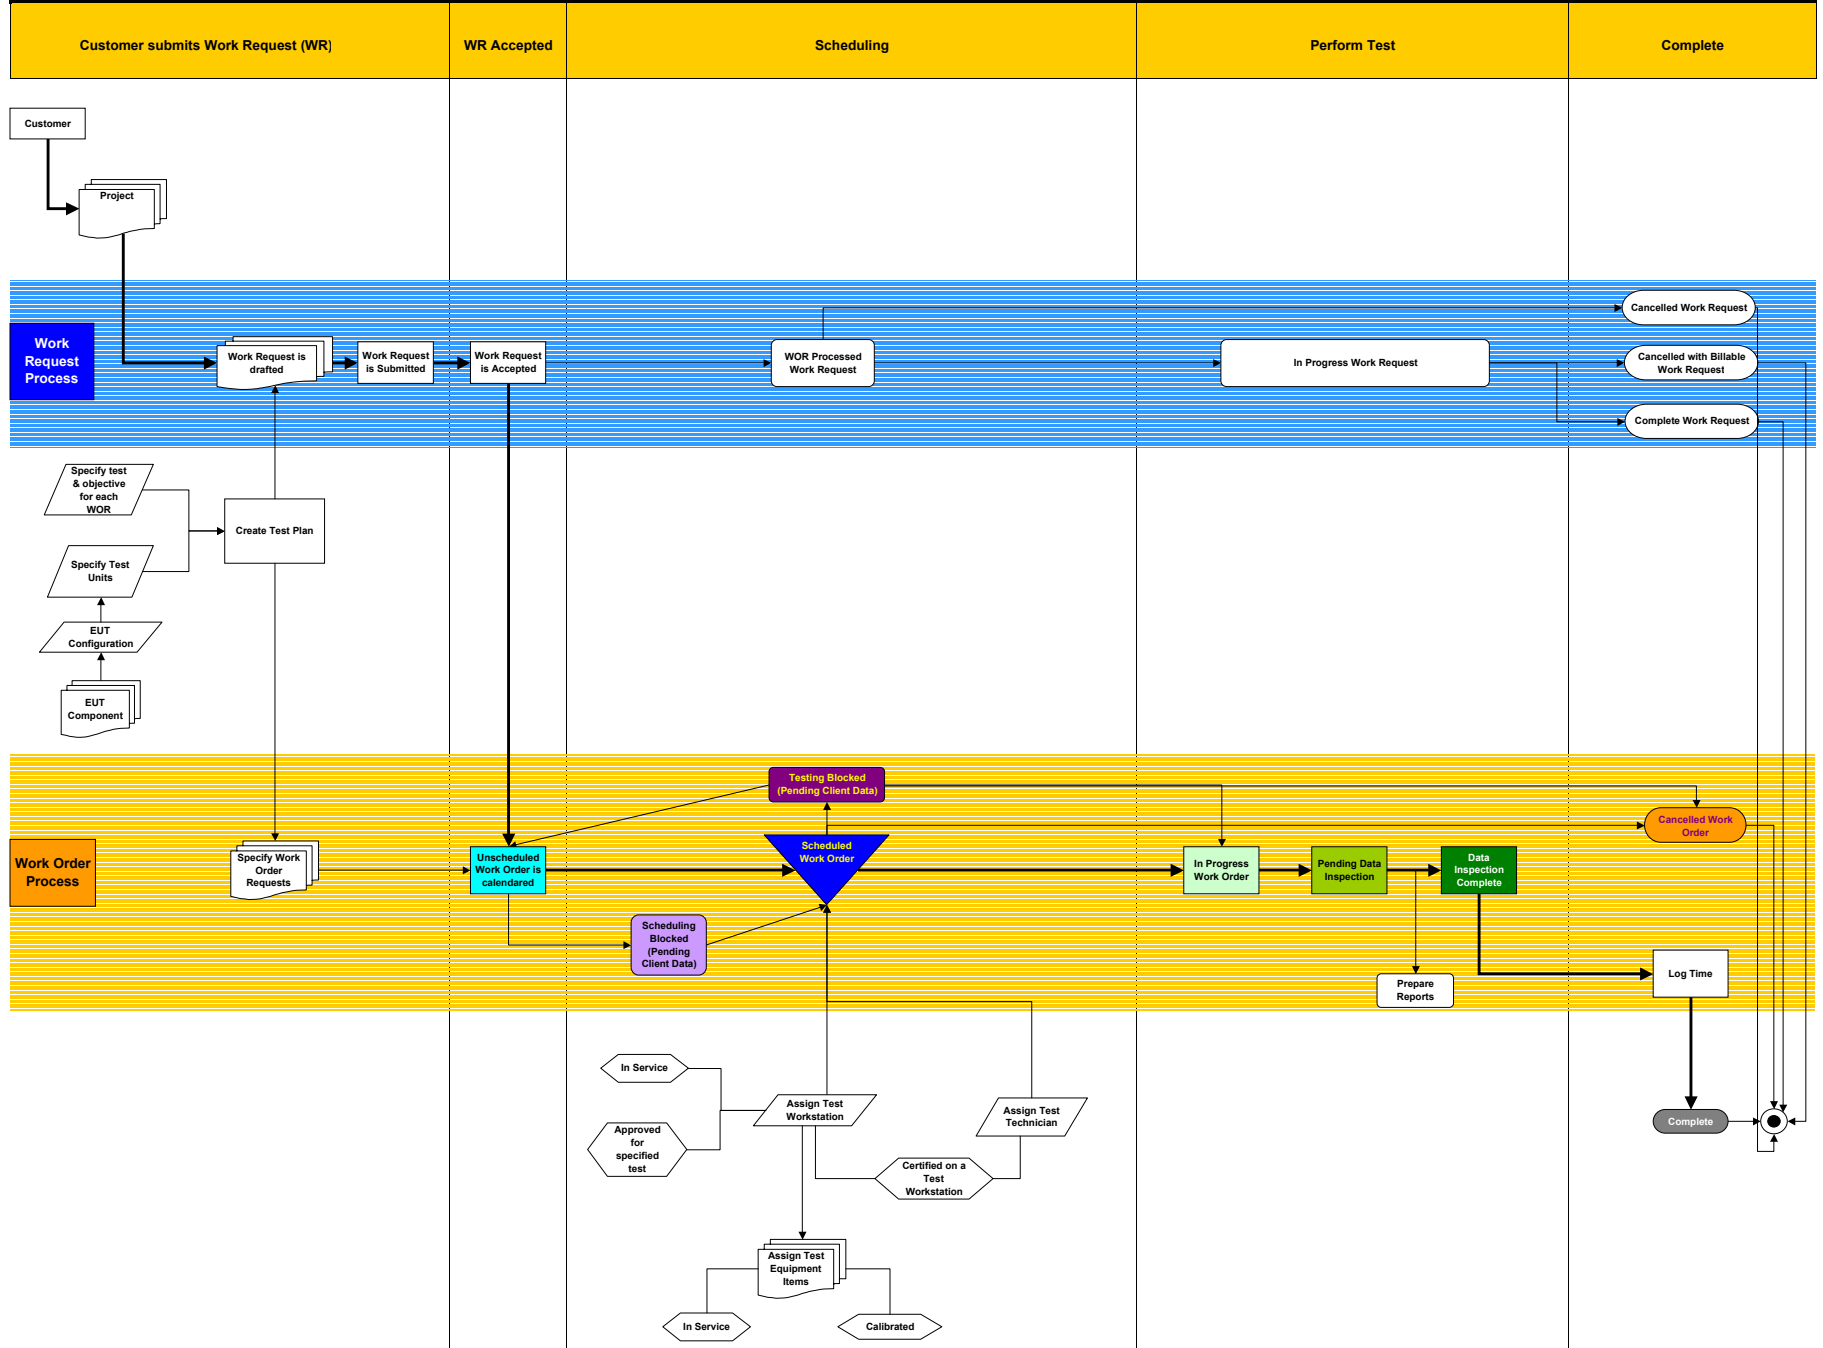 Customer submits Work Request (WR)
WR Accepted
Scheduling
Perform Test
Complete
Customer
Project
Cancelled Work Request
Work
Request
Process
Work Request is
drafted
Work Request
is Submitted
Work Request
is Accepted
WOR Processed
Work Request
In Progress Work Request
Cancelled with Billable
Work Request
Complete Work Request
Specify test
& objective
for each
WOR
Create Test Plan
Specify Test
Units
EUT
Configuration
EUT
Component
Testing Blocked
(Pending Client Data)
Cancelled Work
Order
Work Order
Process
Specify Work
Order
Requests
Unscheduled
Work Order is
calendared
Scheduled
Work Order
In Progress
Work Order
Pending Data
Inspection
Data
Inspection
Complete
Scheduling
Blocked
(Pending
Client Data)
Log Time
Prepare
Reports
In Service
Assign Test
Workstation
Assign Test
Technician
Approved
for
specified
test
Complete
Certified on a
Test
Workstation
Assign Test
Equipment
Items
In Service
Calibrated